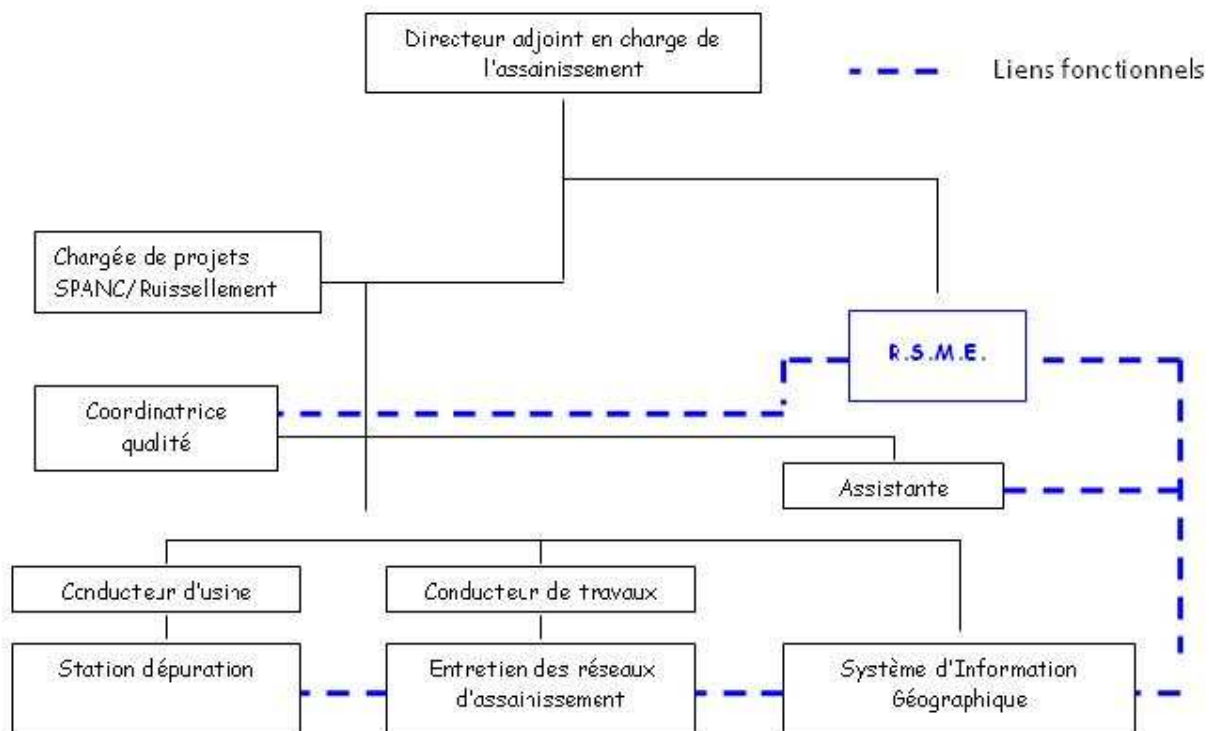 Directeur adjoint en charge de
l'assainissement
Liens fonctionnels
Chargée de projets
SPANC/Ruissellement
R.S.M.E.
Coordinatrice
qualité
Assistante
Conducteur d'usine
Conducteur de travaux
Station dépuration
Entretien des réseaux
d'assainissement
Système d'Information
Géographique